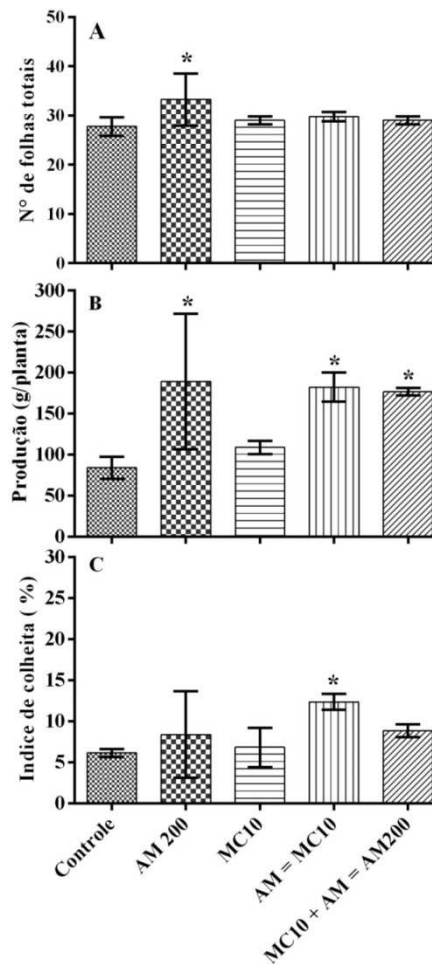 A
N° de folhas totais
50
40
30
20
10
0
*
B
Produção (g/planta)
300
250
200
150
100
50
0
*
*
*
C
Indice de colheita ( %)
30
25
20
15
10
5
0
*
Controle
AM 200
MC10
AM = MC10
MC10 + AM = AM200